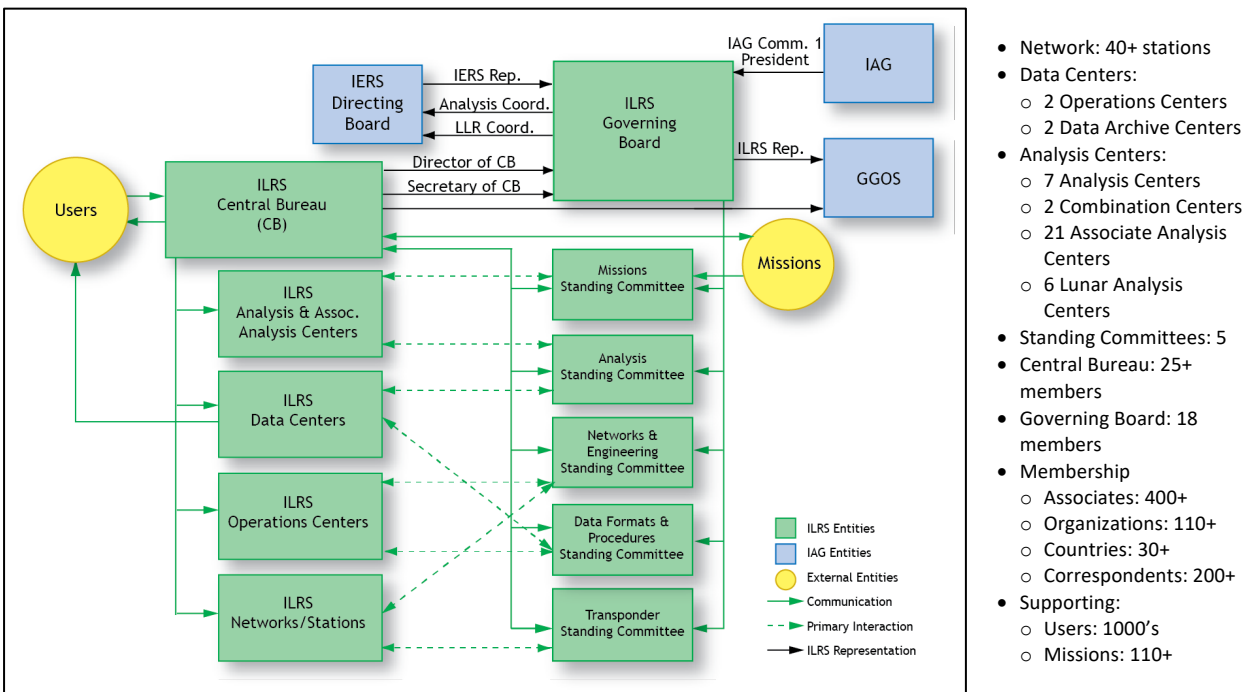 IAG Comm. 1
President
IAG
IERS
Directing
Board
IERS Rep.
Analysis Coord.
LLR Coord.
ILRS
Governing
Board
ILRS Rep.
GGOS
Director of CB
Secretary of CB
Users
ILRS
Central Bureau
(CB)
Missions
ILRS
Analysis & Assoc.
Analysis Centers
Missions
Standing Committee
Analysis
Standing Committee
ILRS
Data Centers
Networks &
Engineering
Standing Committee
ILRS
Operations Centers
Data Formats &
Procedures
Standing Committee
ILRS
Networks/Stations
Transponder
Standing Committee
ILRS Entities
IAG Entities
External Entities
Communication
Primary Interaction
ILRS Representation
• Network: 40+ stations
• Data Centers:
o 2 Operations Centers
o 2 Data Archive Centers
• Analysis Centers:
o 7 Analysis Centers
o 2 Combination Centers
o 21 Associate Analysis
Centers
o 6 Lunar Analysis
Centers
• Standing Committees: 5
• Central Bureau: 25+
members
• Governing Board: 18
members
• Membership
o Associates: 400+
o Organizations: 110+
o Countries: 30+
o Correspondents: 200+
• Supporting:
o Users: 1000’s
o Missions: 110+